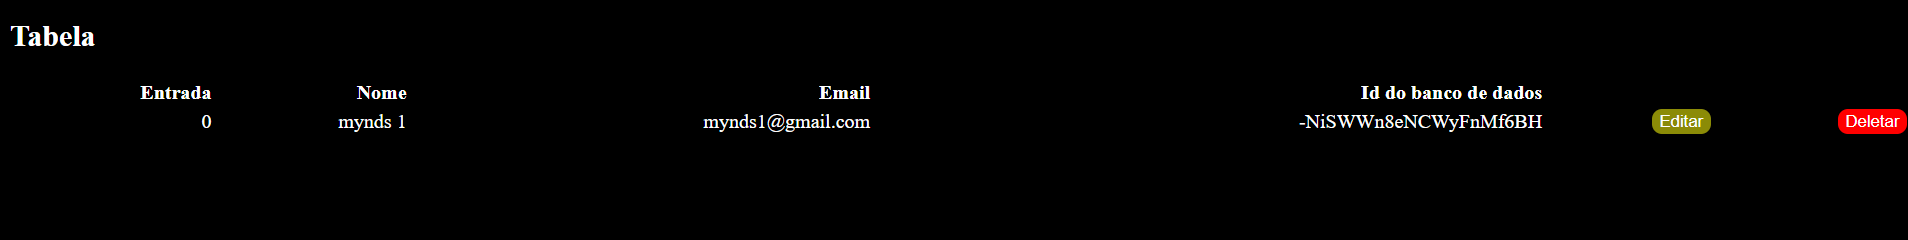 Tabela
Entrada Nome Email Id do banco de dados
0 mynds 1 mynds1@gmail.com -NiSWWn8eNCWyFnMf6BH Editar Deletar